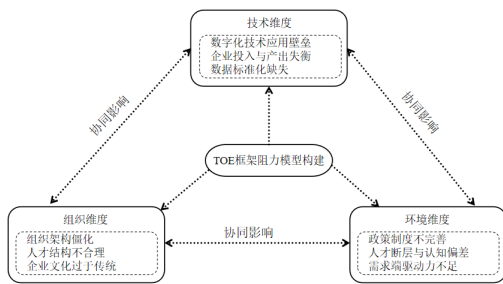 技术维度
数字化技术应用壁垒
企业投入与产出失衡
数据标准化缺失
协同影响
协同影响
TOE框架阻力模型构建
组织维度
组织架构僵化
人才结构不合理
企业文化过于传统
协同影响
环境维度
政策制度不完善
人才断层与认知偏差
需求端驱动力不足